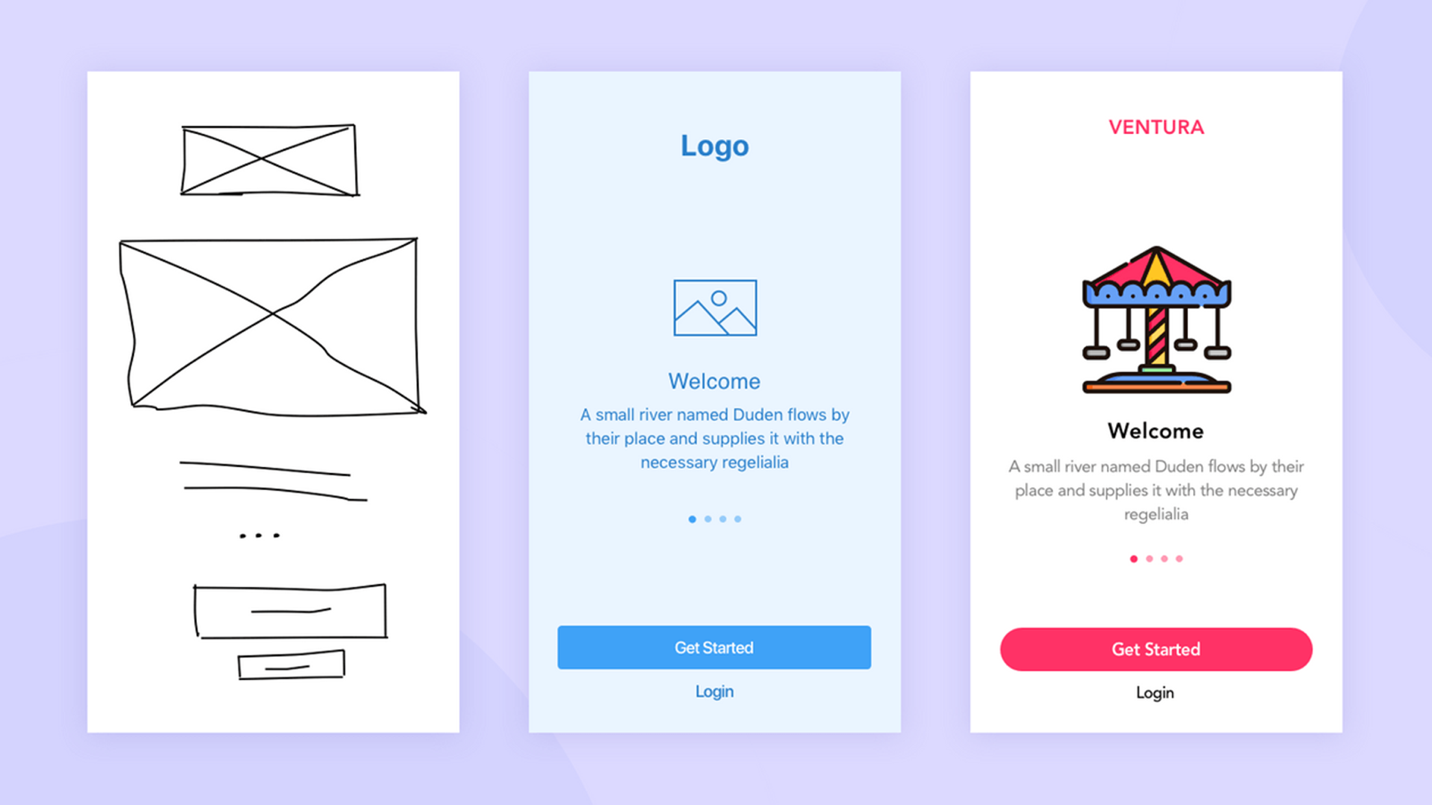 Logo
Welcome
A small river named Duden flows by
their place and supplies it with the
necessary regelialia
Get Started
Login
VENTURA
Welcome
A small river named Duden flows by their
place and supplies it with the necessary
regelialia
Get Started
Login